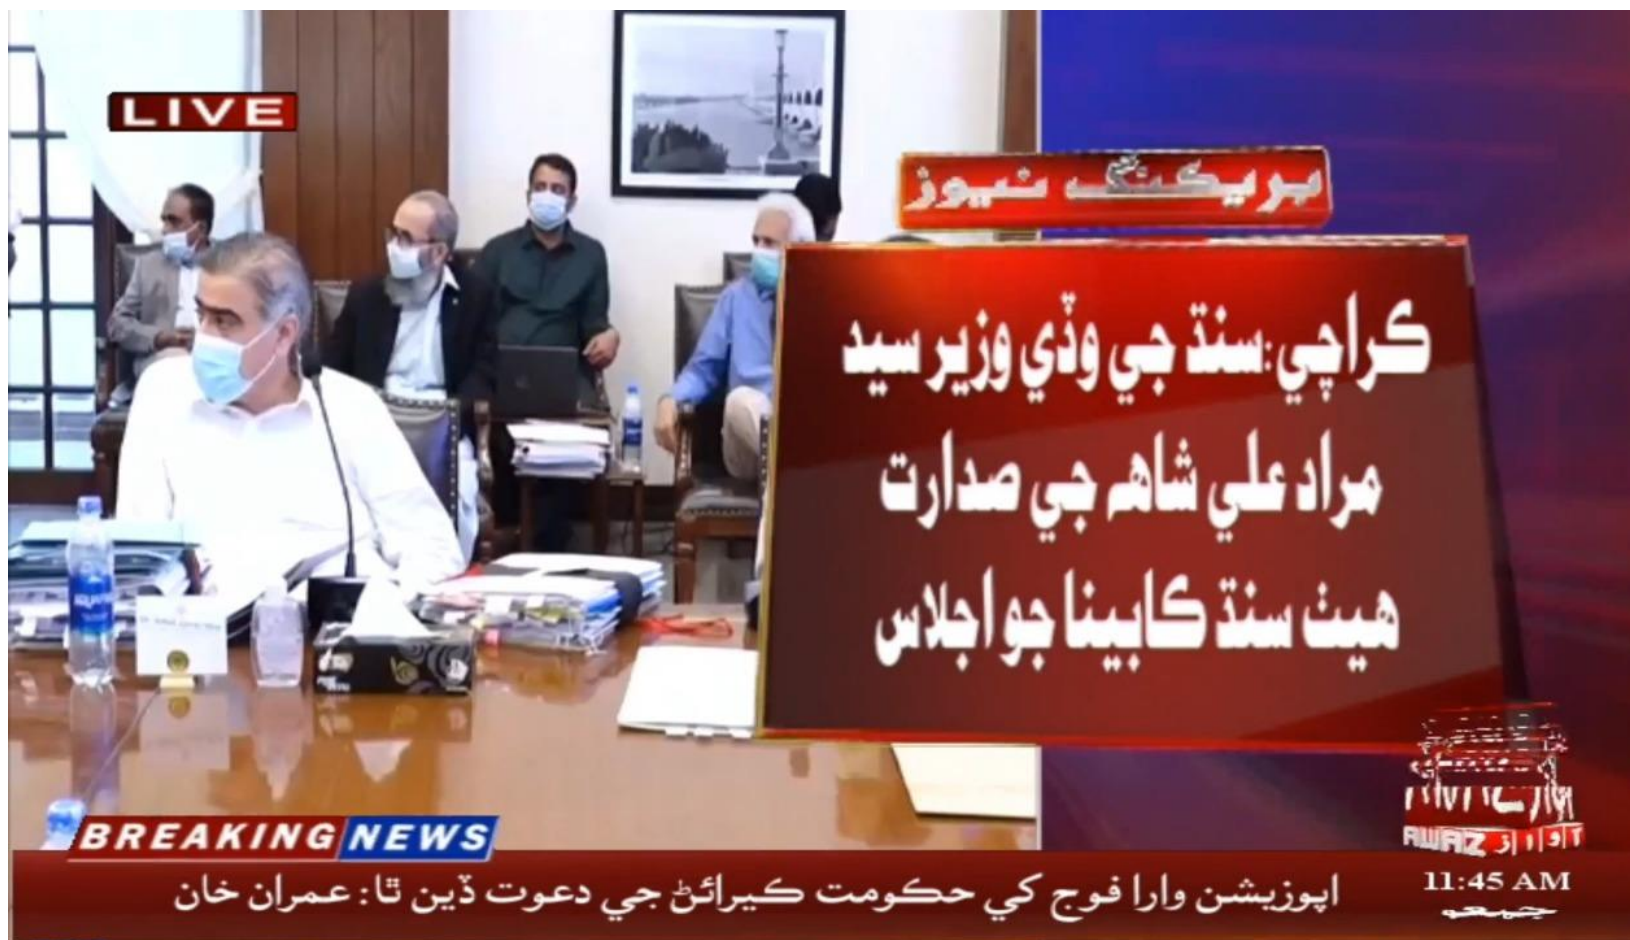 LIVE
بريڪنگ نيوز
ڪراچي:سنڌ جي وڏي وزير سيد
مراد علي شاهه جي صدارت
هيٺ سنڌ ڪابينا جو اجلاس
BREAKING NEWS
اپوزيشن وارا فوج کي حڪومت ڪيرائڻ جي دعوت ڏين ٿا: عمران خان
AWAZ آواز
11:45 AM
جمعو